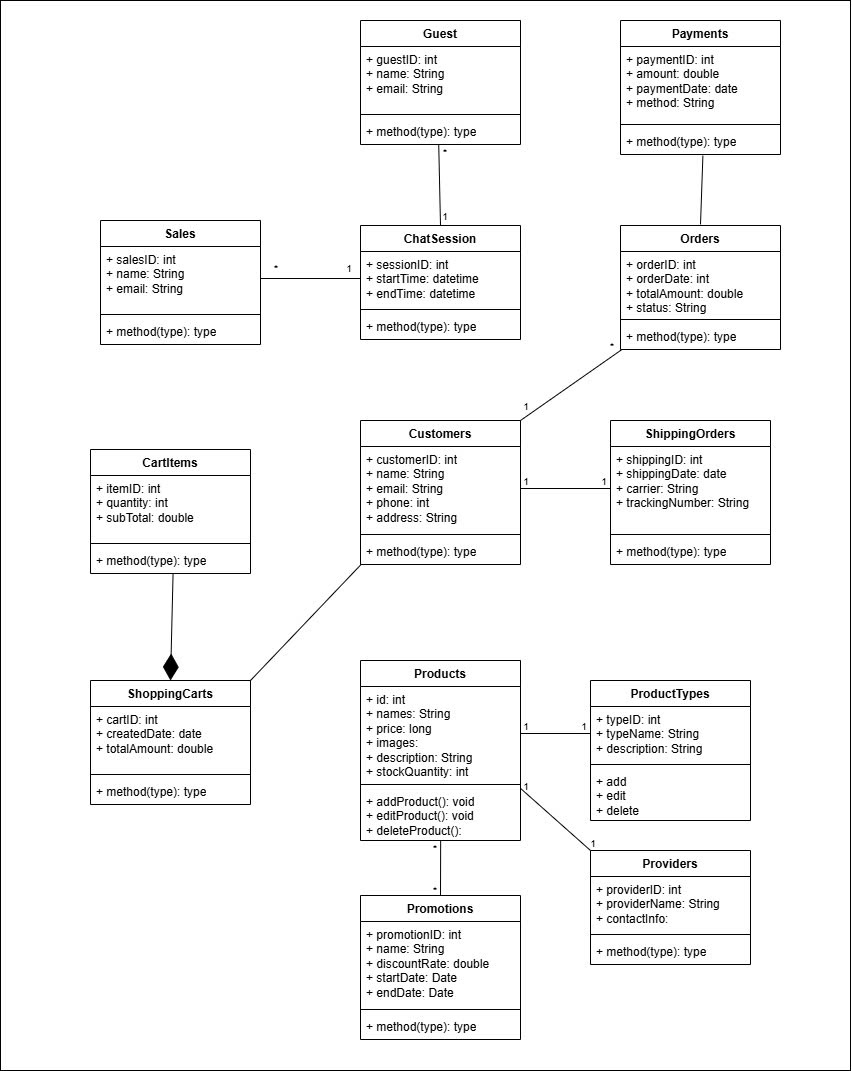 Guest
+ guestID: int
+ name: String
+ email: String
+ method(type): type
*
1
Payments
+ paymentID: int
+ amount: double
+ paymentDate: date
+ method: String
+ method(type): type
Sales
+ salesID: int
+ name: String
+ email: String
+ method(type): type
*
1
ChatSession
+ sessionID: int
+ startTime: datetime
+ endTime: datetime
+ method(type): type
Orders
+ orderID: int
+ orderDate: int
+ totalAmount: double
+ status: String
+ method(type): type
*
1
Customers
+ customerID: int
+ name: String
+ email: String
+ phone: int
+ address: String
+ method(type): type
1
1
ShippingOrders
+ shippingID: int
+ shippingDate: date
+ carrier: String
+ trackingNumber: String
+ method(type): type
CartItems
+ itemID: int
+ quantity: int
+ subTotal: double
+ method(type): type
ShoppingCarts
+ cartID: int
+ createdDate: date
+ totalAmount: double
+ method(type): type
Products
+ id: int
+ names: String
+ price: long
+ images:
+ description: String
+ stockQuantity: int
+ addProduct(): void
+ editProduct(): void
+ deleteProduct():
1
1
ProductTypes
+ typeID: int
+ typeName: String
+ description: String
+ add
+ edit
+ delete
1
1
Providers
+ providerID: int
+ providerName: String
+ contactInfo:
+ method(type): type
*
*
Promotions
+ promotionID: int
+ name: String
+ discountRate: double
+ startDate: Date
+ endDate: Date
+ method(type): type